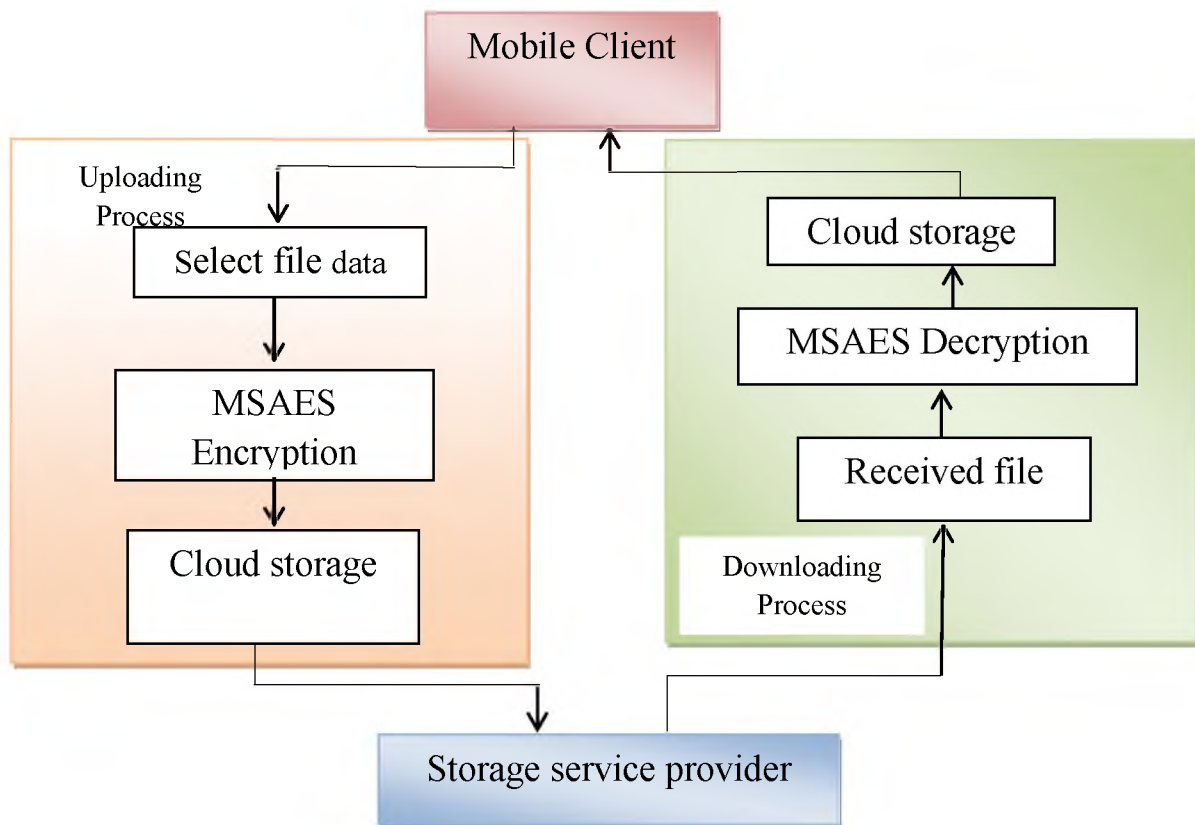 Mobile Client
Uploading
Process
Select file data
MSAES
Encryption
Cloud storage
Cloud storage
MSAES Decryption
Received file
Downloading
Process
Storage service provider